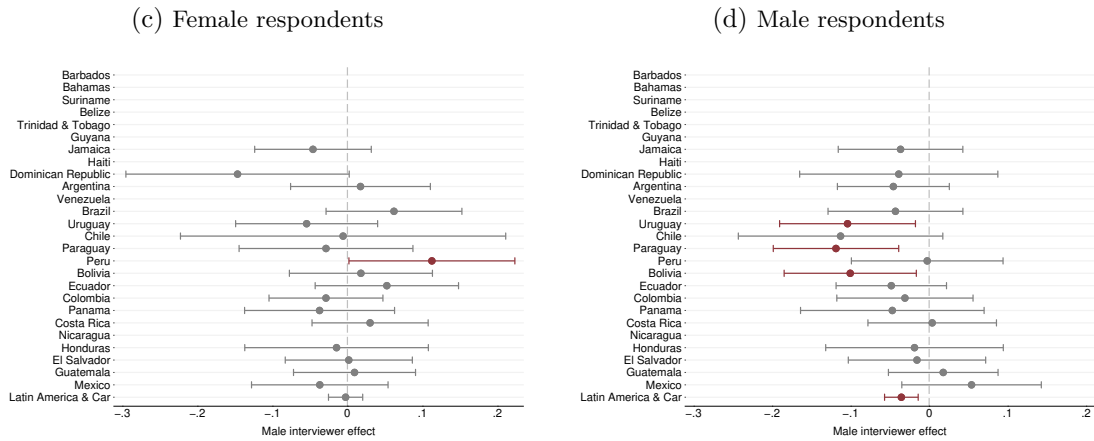 (c) Female respondents
Barbados
Bahamas
Suriname
Belize
Trinidad & Tobago
Guyana
Jamaica
Haiti
Dominican Republic
Argentina
Venezuela
Brazil
Uruguay
Chile
Paraguay
Peru
Bolivia
Ecuador
Colombia
Panama
Costa Rica
Nicaragua
Honduras
El Salvador
Guatemala
Mexico
Latin America & Car
-.3 -.2 -.1 0 .1 .2
Male interviewer effect
(d) Male respondents
Barbados
Bahamas
Suriname
Belize
Trinidad & Tobago
Guyana
Jamaica
Haiti
Dominican Republic
Argentina
Venezuela
Brazil
Uruguay
Chile
Paraguay
Peru
Bolivia
Ecuador
Colombia
Panama
Costa Rica
Nicaragua
Honduras
El Salvador
Guatemala
Mexico
Latin America & Car
-.3 -.2 -.1 0 .1 .2
Male interviewer effect